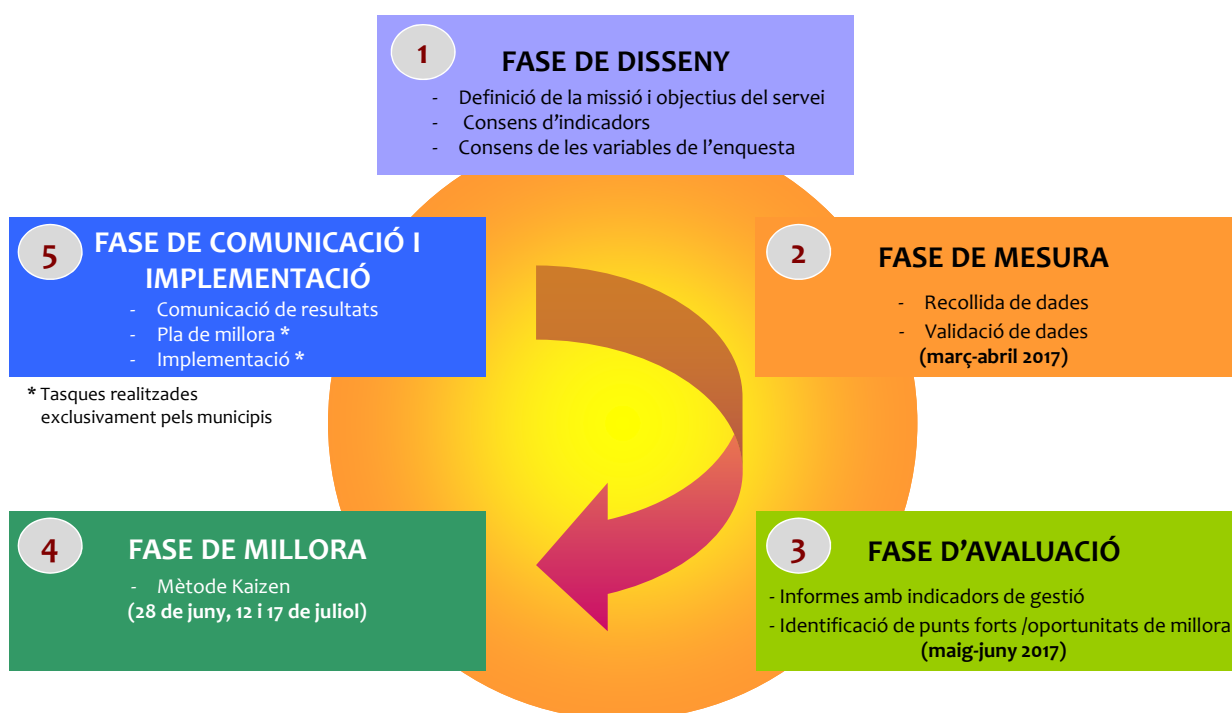 1
FASE DE DISSENY
- Definició de la missió i objectius del servei
- Consens d’indicadors
- Consens de les variables de l’enquesta
2
FASE DE MESURA
- Recollida de dades
- Validació de dades
(març-abril 2017)
3
FASE D’AVALUACIÓ
- Informes amb indicadors de gestió
- Identificació de punts forts /oportunitats de millora
(maig-juny 2017)
4
FASE DE MILLORA
- Mètode Kaizen
(28 de juny, 12 i 17 de juliol)
5
FASE DE COMUNICACIÓ I
IMPLEMENTACIÓ
- Comunicació de resultats
- Pla de millora *
- Implementació *
* Tasques realitzades
exclusivament pels municipis